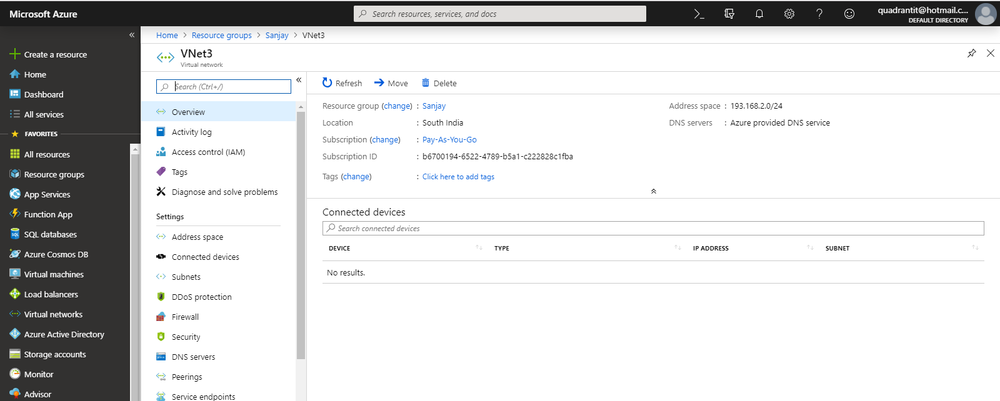 Microsoft Azure
Search resources, services, and docs
quadrantit@hotmail.c...
DEFAULT DIRECTORY
Create a resource
Home
Dashboard
All services
FAVORITES
All resources
Resource groups
App Services
Function App
SQL databases
Azure Cosmos DB
Virtual machines
Load balancers
Virtual networks
Azure Active Directory
Storage accounts
Monitor
Advisor
Home > Resource groups > Sanjay > VNet3
VNet3
Virtual network
Search (Ctrl+/)
Overview
Activity log
Access control (IAM)
Tags
Diagnose and solve problems
Settings
Address space
Connected devices
Subnets
DDoS protection
Firewall
Security
DNS servers
Peerings
Service endpoints
Refresh Move Delete
Resource group (change) : Sanjay
Location : South India
Subscription (change) : Pay-As-You-Go
Subscription ID : b6700194-6522-4789-b5a1-c222828c1fba
Tags (change) : Click here to add tags
Address space : 193.168.2.0/24
DNS servers : Azure provided DNS service
Connected devices
Search connected devices
DEVICE TYPE IP ADDRESS SUBNET
No results.